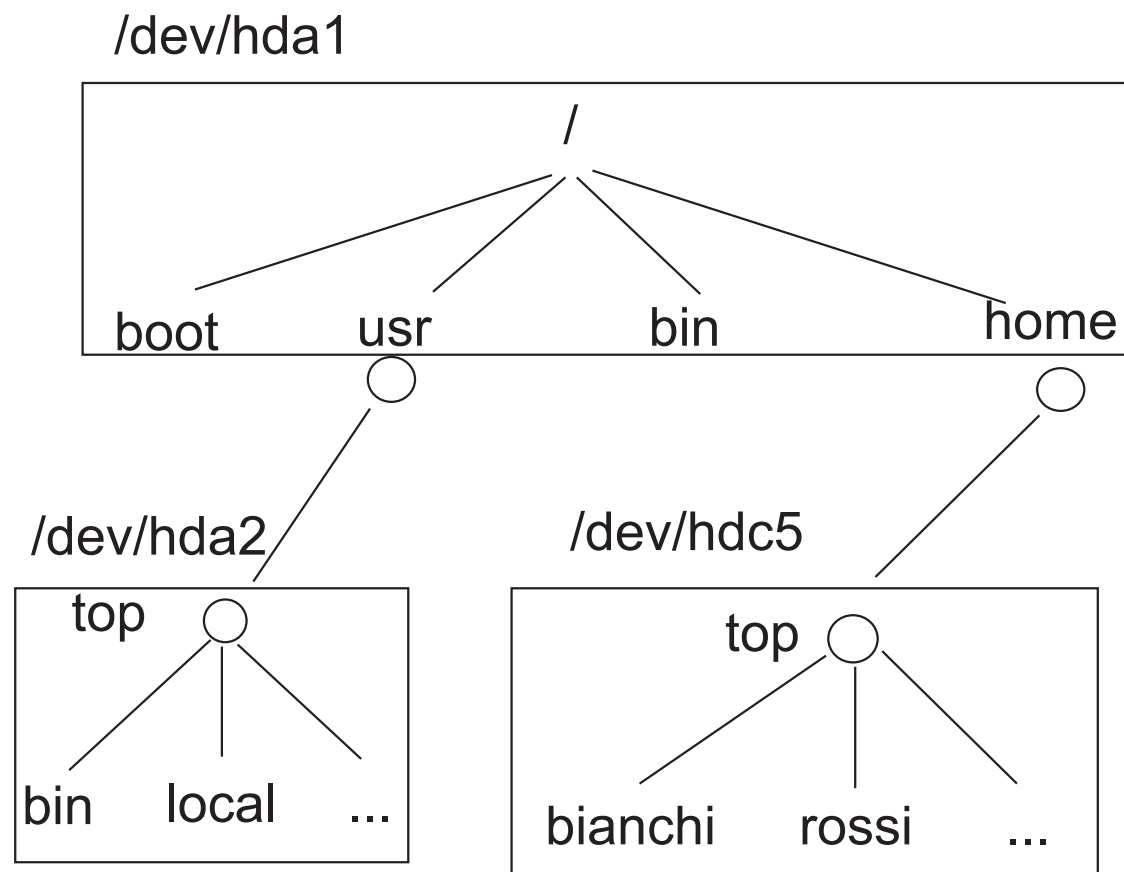 /dev/hda1
/
boot usr bin home
/dev/hda2
top
bin local ...
/dev/hdc5
top
bianchi rossi ...